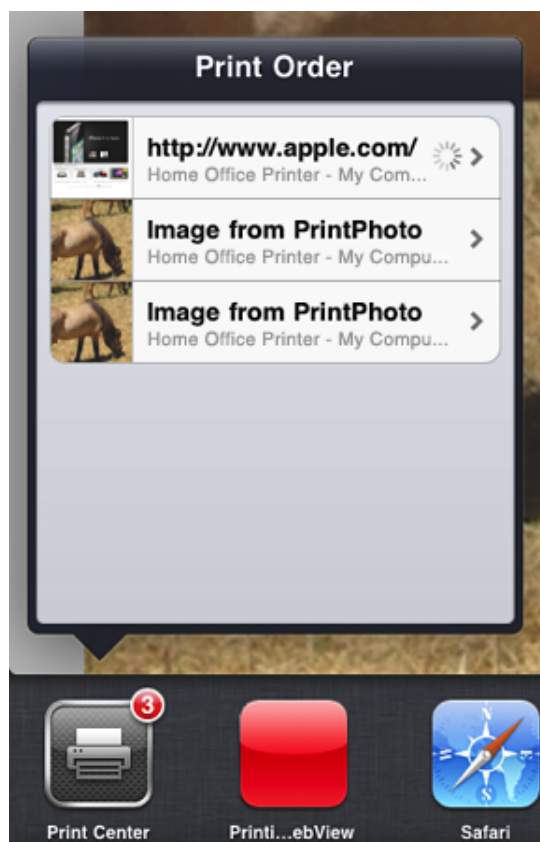 Print Order
http://www.apple.com/
Home Office Printer - My Com...
Image from PrintPhoto
Home Office Printer - My Compu...
Image from PrintPhoto
Home Office Printer - My Compu...
3
N
E
S
Print Center
Printi...ebView
Safari